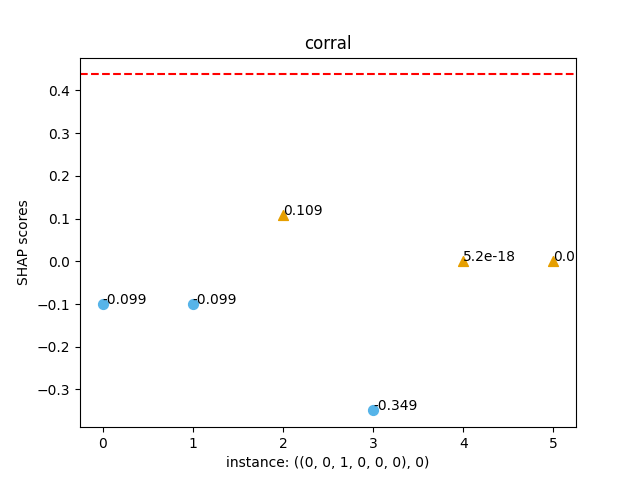 corral
0.4
0.3
0.2
0.1
0.0
−0.1
−0.2
−0.3
SHAP scores
0.109
5.2e-18
0.0
-0.099
-0.099
-0.349
0 1 2 3 4 5
instance: ((0, 0, 1, 0, 0, 0), 0)